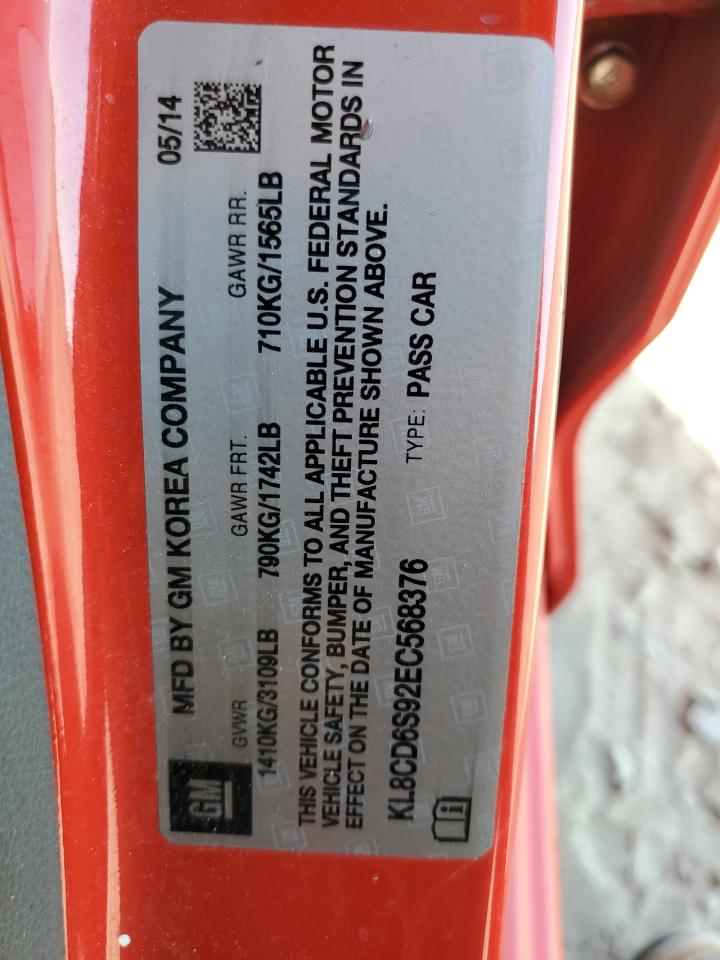 GM
MFD BY GM KOREA COMPANY 05/14
GVWR GAWR FRT. GAWR RR.
1410KG/3109LB 790KG/1742LB 710KG/1565LB
THIS VEHICLE CONFORMS TO ALL APPLICABLE U.S. FEDERAL MOTOR
VEHICLE SAFETY, BUMPER, AND THEFT PREVENTION STANDARDS IN
EFFECT ON THE DATE OF MANUFACTURE SHOWN ABOVE.
KL8CD6S92EC568376 TYPE: PASS CAR